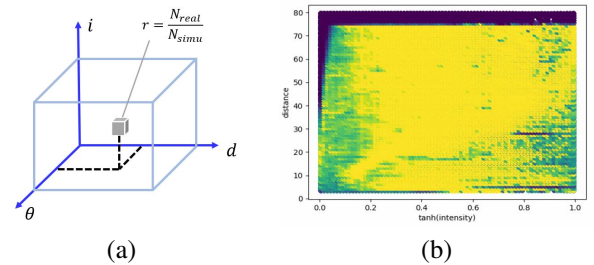 i
r = N_real / N_simu
d
θ
(a)
80
70
60
50
40
30
20
10
0
distance
0.0 0.2 0.4 0.6 0.8 1.0
tanh(intensity)
(b)